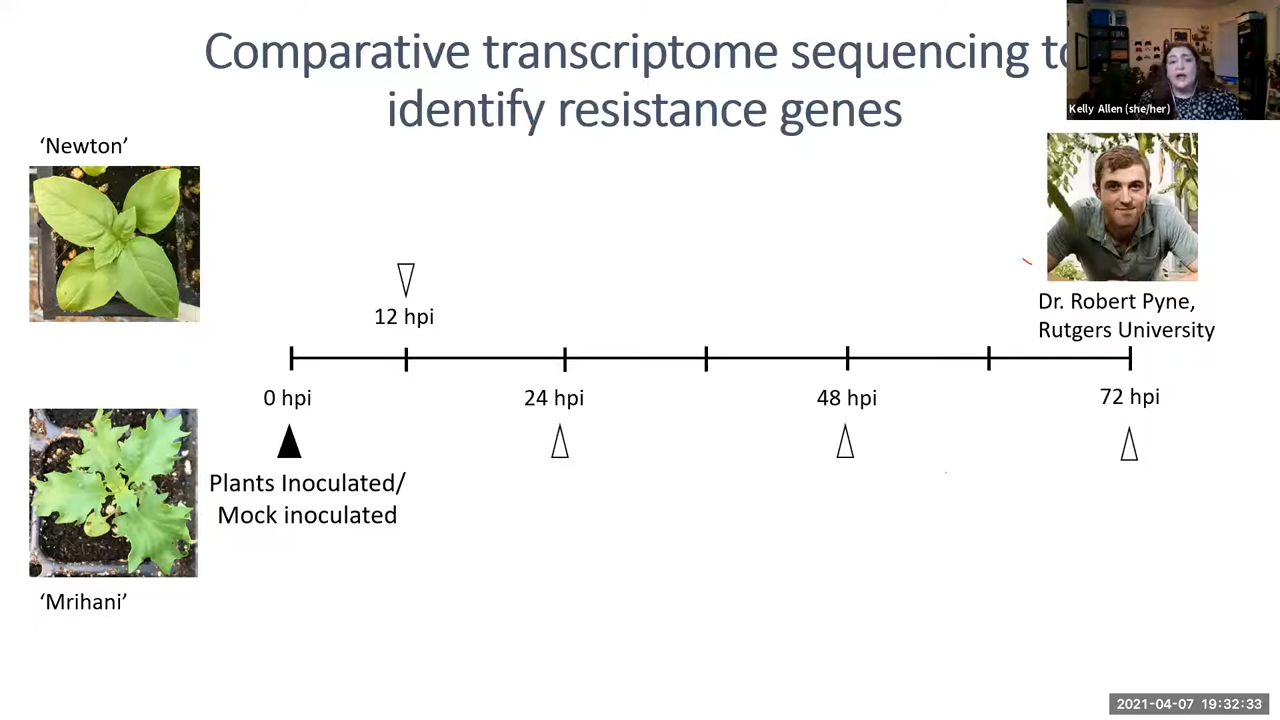 Comparative transcriptome sequencing to
identify resistance genes
Kelly Allen (she/her)
‘Newton’
Dr. Robert Pyne,
Rutgers University
12 hpi
0 hpi
24 hpi
48 hpi
72 hpi
Plants Inoculated/
Mock inoculated
‘Mrihani’
2021-04-07 19:32:33